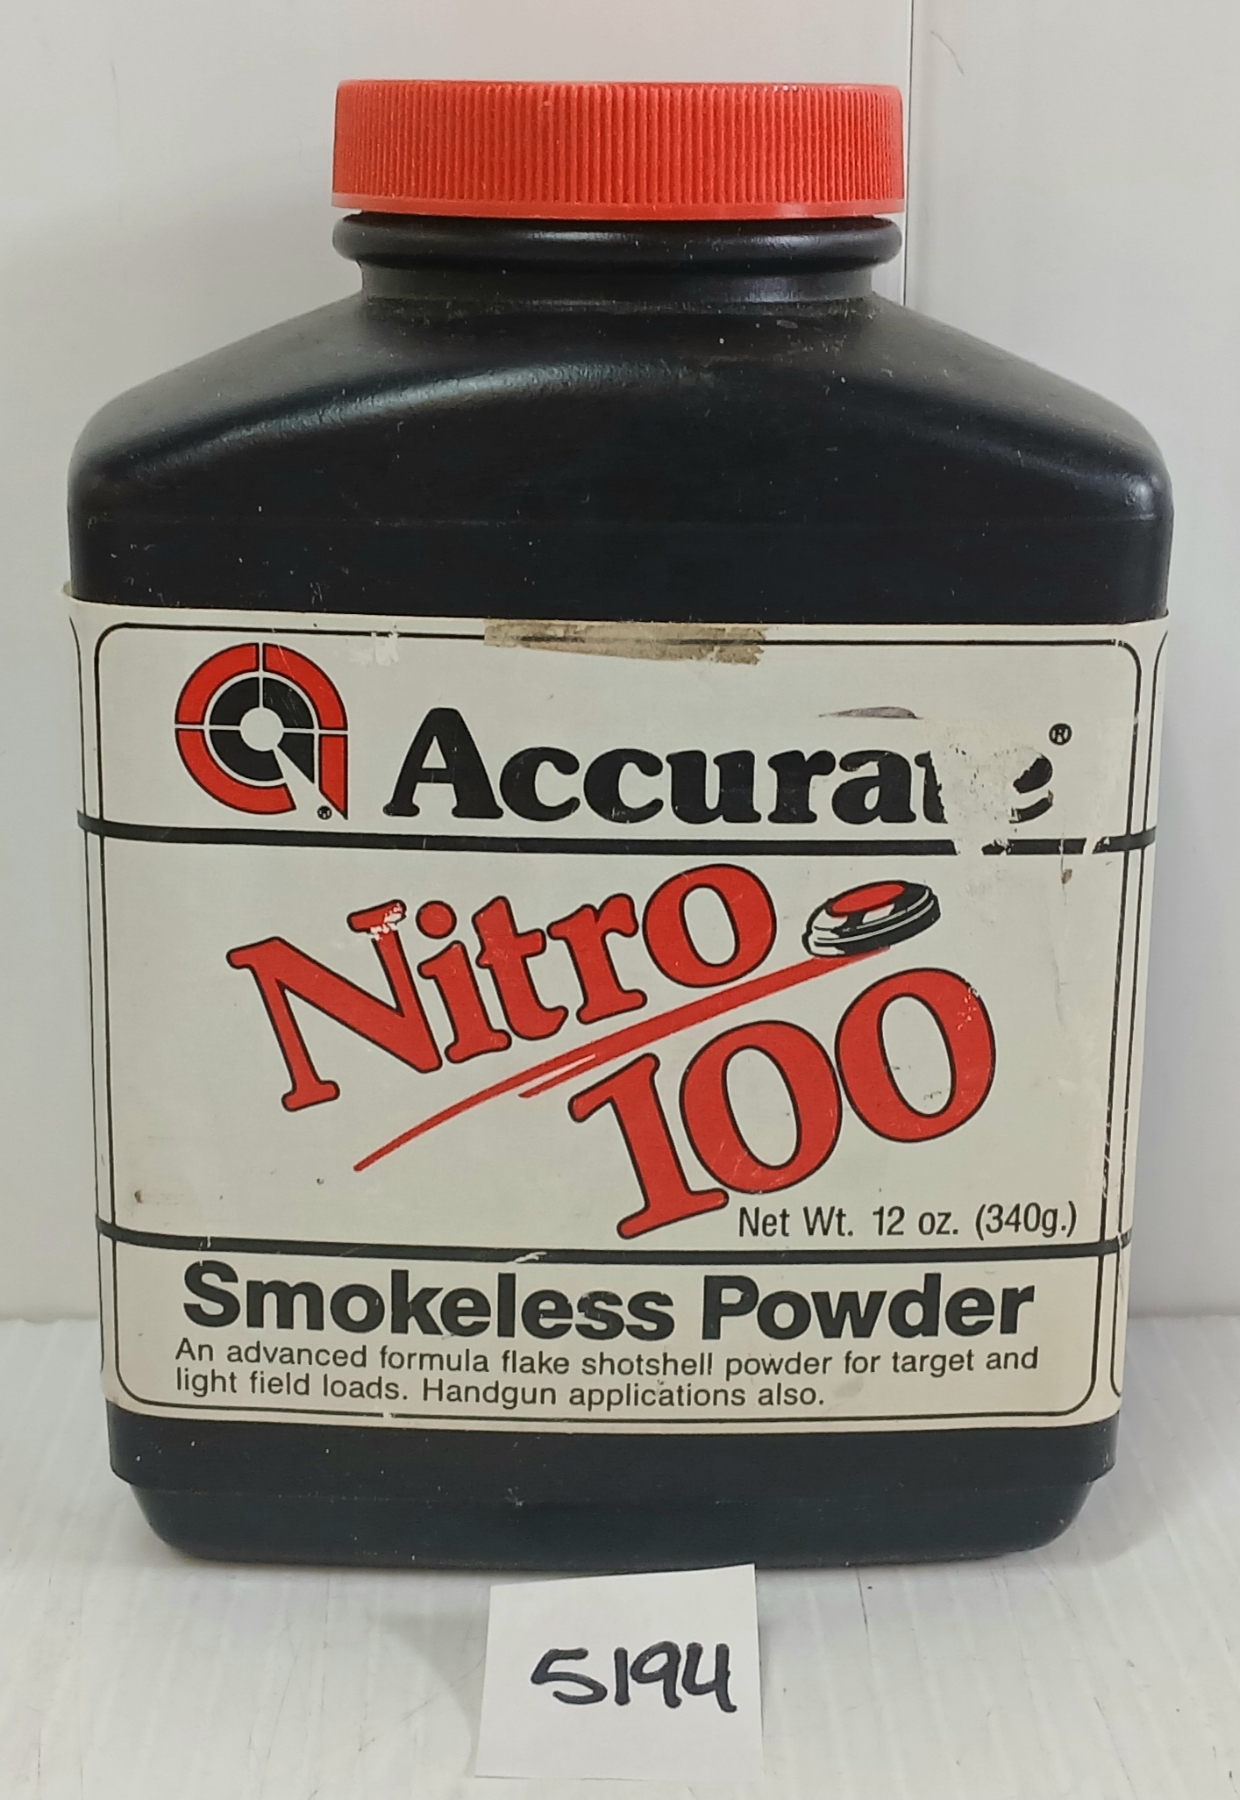 Accurate®
®
Nitro
100
Net Wt. 12 oz. (340g.)
Smokeless Powder
An advanced formula flake shotshell powder for target and
light field loads. Handgun applications also.
5194